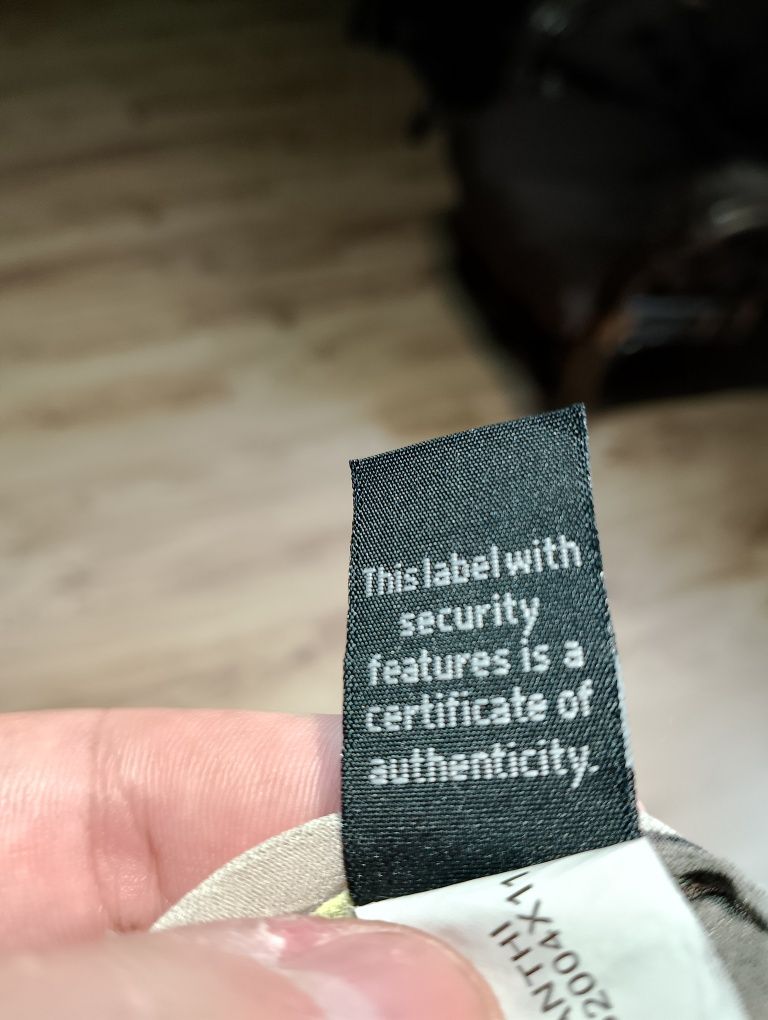 This label with
security
features is a
certificate of
authenticity.